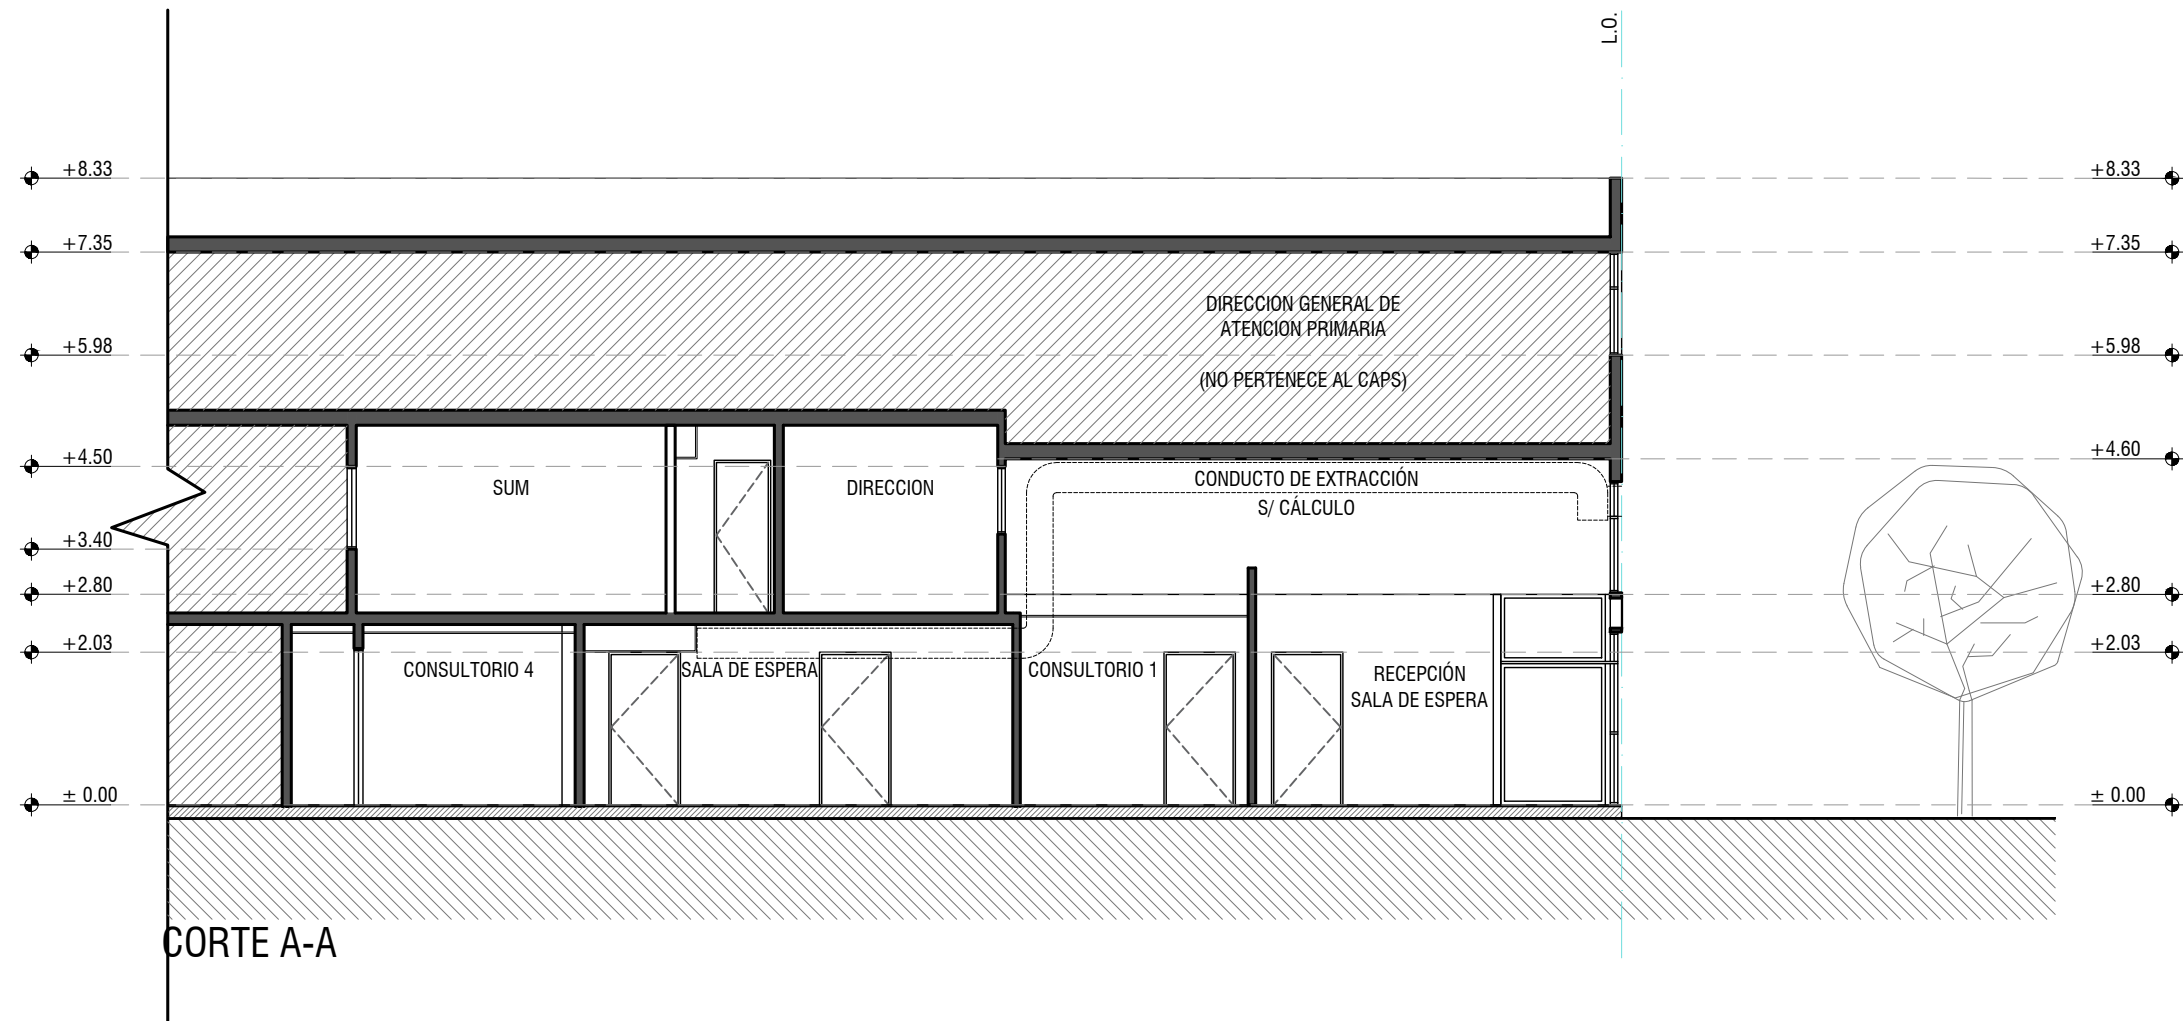 L.O.
+8.33
+8.33
+7.35
+7.35
DIRECCION GENERAL DE
ATENCION PRIMARIA
+5.98
+5.98
(NO PERTENECE AL CAPS)
+4.50
+4.60
SUM
DIRECCION
CONDUCTO DE EXTRACCIÓN
S/ CÁLCULO
+3.40
+2.80
+2.80
+2.03
+2.03
CONSULTORIO 4
SALA DE ESPERA
CONSULTORIO 1
RECEPCIÓN
SALA DE ESPERA
± 0.00
± 0.00
CORTE A-A